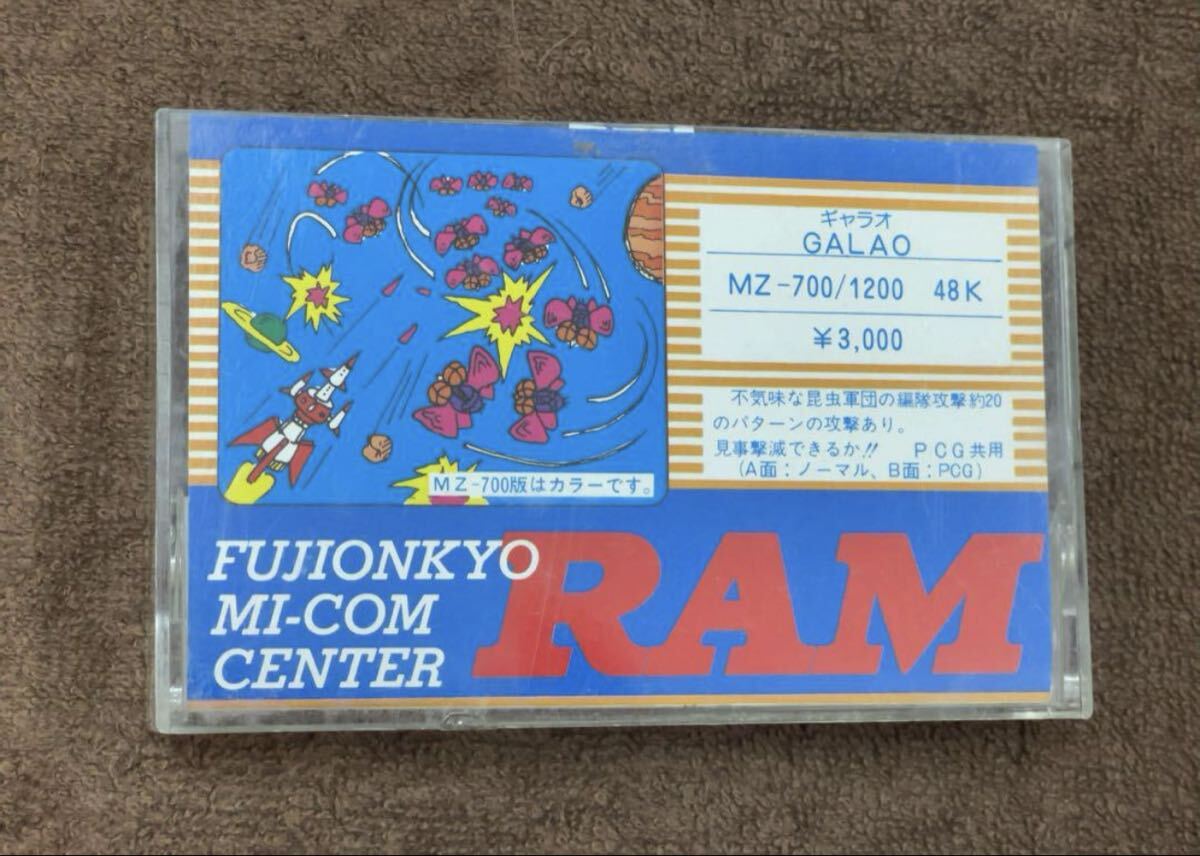 ギャラオ
GALAO
MZ-700/1200 48K
¥3,000
不気味な昆虫軍団の編隊攻撃約20
のパターンの攻撃あり。
見事撃滅できるか!! PCG共用
(A面:ノーマル、B面:PCG)
MZ-700版はカラーです。
FUJIONKYO
MI-COM
CENTER
RAM